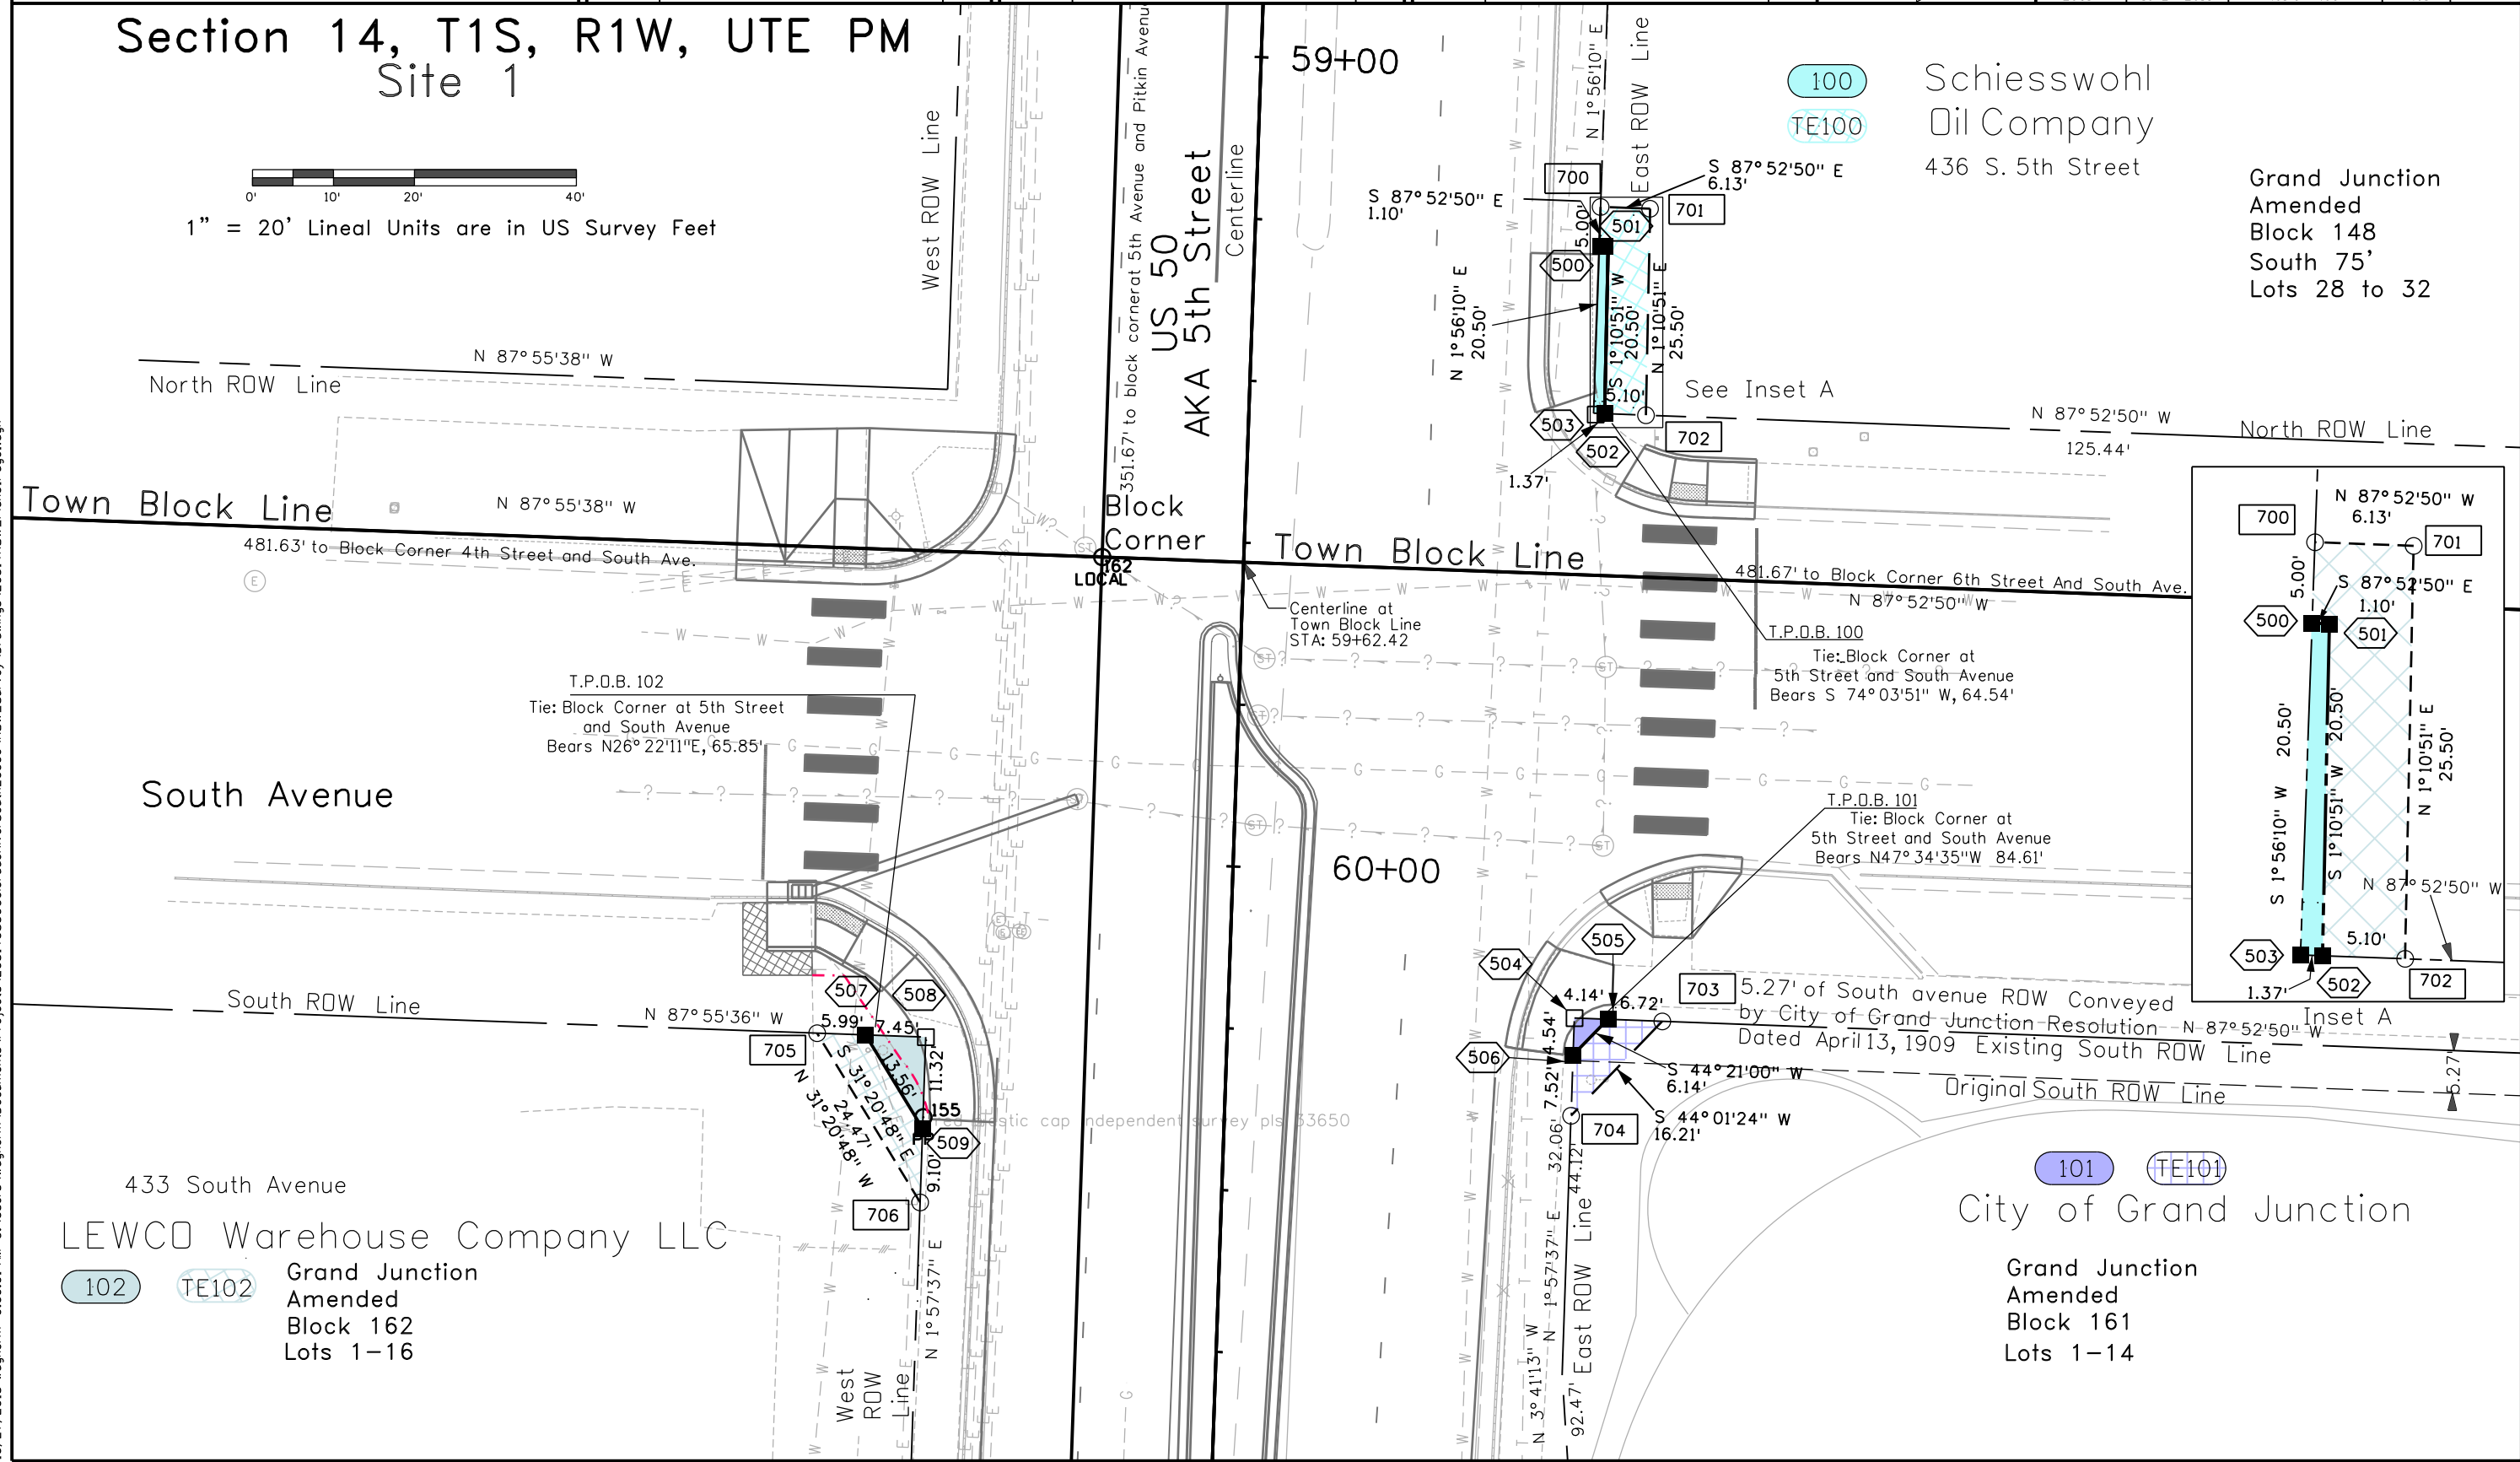 Section 14, T1S, R1W, UTE PM
Site 1
0'
10'
20'
40'
1" = 20' Lineal Units are in US Survey Feet
West ROW Line
N 87°55'38" W
North ROW Line
Town Block Line
N 87°55'38" W
481.63' to Block Corner 4th Street and South Ave.
351.67' to block corner at 5th Avenue and Pitkin Avenue
US 50
AKA 5th Street
Centerline
59+00
Block
Corner
162
LOCAL
Town Block Line
Centerline at
Town Block Line
STA: 59+62.42
N 1°56'10" E
East ROW Line
100
Schiesswohl
TE100
Oil Company
436 S. 5th Street
Grand Junction
Amended
Block 148
South 75'
Lots 28 to 32
700
S 87°52'50" E
6.13'
S 87°52'50" E
1.10'
701
501
5.00'
500
N 1°56'10" E
20.50'
S 1°10'51" W
20.50'
N 1°10'51" E
25.50'
5.10'
503
502
702
1.37'
See Inset A
N 87°52'50" W
125.44'
North ROW Line
481.67' to Block Corner 6th Street And South Ave.
N 87°52'50" W
T.P.O.B. 100
Tie: Block Corner at
5th Street and South Avenue
Bears S 74°03'51" W, 64.54'
N 87°52'50" W
6.13'
700
701
5.00'
S 87°52'50" E
1.10'
500
501
20.50'
20.50'
S 1°56'10" W
S 1°10'51" W
N 1°10'51" E
25.50'
N 87°52'50" W
5.10'
503
502
702
1.37'
Inset A
T.P.O.B. 102
Tie: Block Corner at 5th Street
and South Avenue
Bears N26°22'11"E, 65.85'
South Avenue
60+00
T.P.O.B. 101
Tie: Block Corner at
5th Street and South Avenue
Bears N47°34'35"W 84.61'
South ROW Line
N 87°55'36" W
507
508
5.99'
7.45'
705
13.56'
11.32'
S 31°20'48" E
24.47'
N 31°20'48" W
155
509
9.10'
706
N 1°57'37" E
West
ROW
Line
433 South Avenue
LEWCO Warehouse Company LLC
102
TE102
Grand Junction
Amended
Block 162
Lots 1-16
504
505
4.14'
6.72'
703
4.54'
506
7.52'
S 44°21'00" W
6.14'
S 44°01'24" W
16.21'
704
32.06'
44.12'
N 1°57'37" E
East ROW Line
N 3°41'13" W
92.47'
5.27' of South avenue ROW Conveyed
by City of Grand Junction Resolution
Dated April 13, 1909
N 87°52'50" W
Existing South ROW Line
Original South ROW Line
5.27'
101
TE101
City of Grand Junction
Grand Junction
Amended
Block 161
Lots 1-14